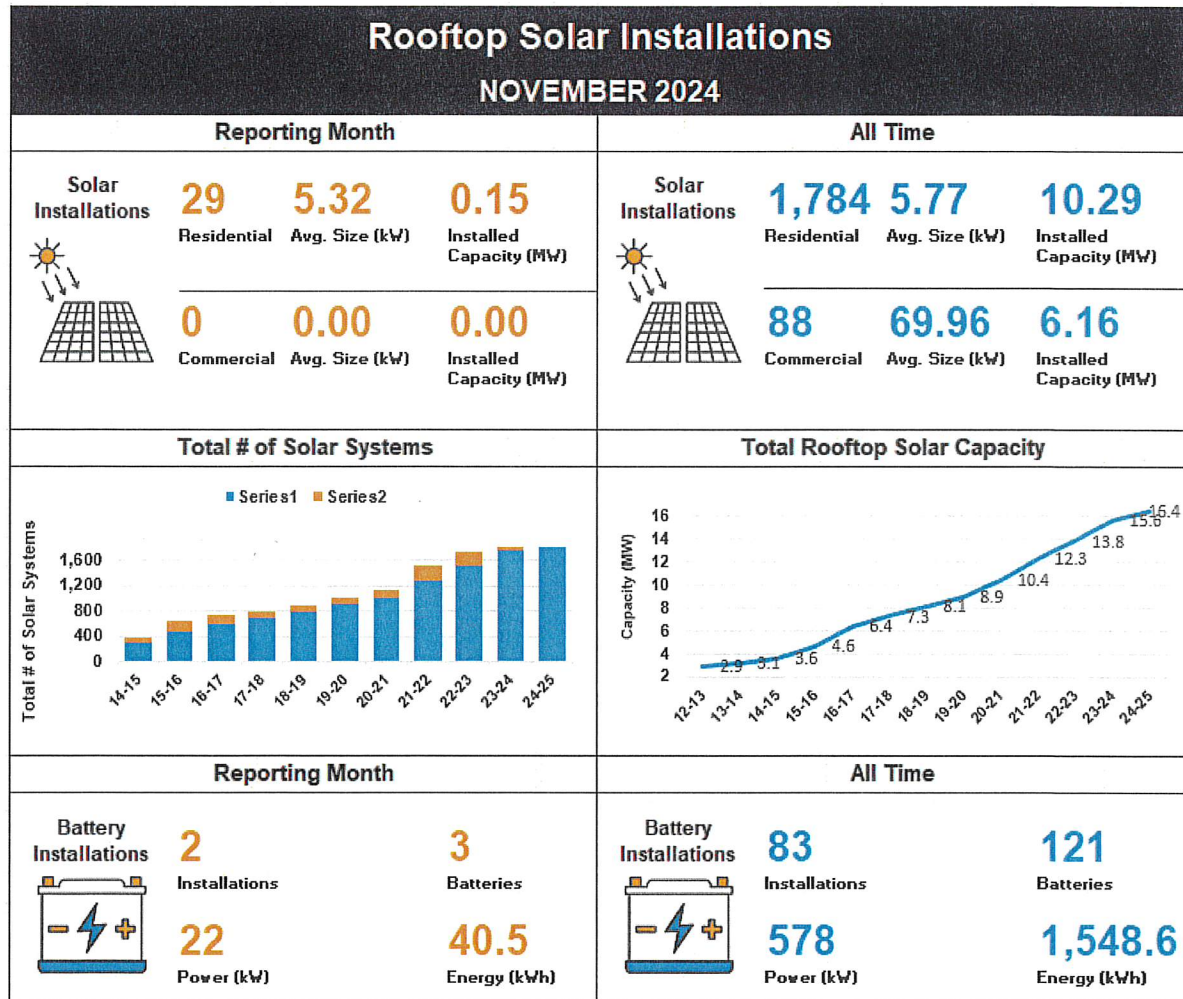 Rooftop Solar Installations
NOVEMBER 2024
Reporting Month
Solar
Installations
29
5.32
0.15
Residential
Avg. Size (kW)
Installed
Capacity (MW)
0
0.00
0.00
Commercial
Avg. Size (kW)
Installed
Capacity (MW)
All Time
Solar
Installations
1,784
5.77
10.29
Residential
Avg. Size (kW)
Installed
Capacity (MW)
88
69.96
6.16
Commercial
Avg. Size (kW)
Installed
Capacity (MW)
Total # of Solar Systems
Series1 Series2
Total # of Solar Systems
1,600
1,200
800
400
0
14-15
15-16
16-17
17-18
18-19
19-20
20-21
21-22
22-23
23-24
24-25
Total Rooftop Solar Capacity
Capacity (MW)
16
14
12
10
8
6
4
2
2.9
3.1
3.6
4.6
6.4
7.3
8.1
8.9
10.4
12.3
13.8
15.6
16.4
12-13
13-14
14-15
15-16
16-17
17-18
18-19
19-20
20-21
21-22
22-23
23-24
24-25
Reporting Month
Battery
Installations
2
3
Installations
Batteries
22
40.5
Power (kW)
Energy (kWh)
All Time
Battery
Installations
83
121
Installations
Batteries
578
1,548.6
Power (kW)
Energy (kWh)